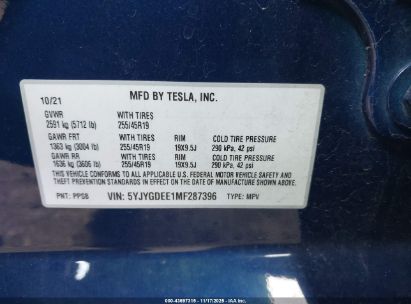 10/21 MFD BY TESLA, INC.
GVWR WITH TIRES
2591 kg (5712 lb) 255/45R19
GAWR FRT WITH TIRES RIM COLD TIRE PRESSURE
1363 kg (3004 lb) 255/45R19 19X9.5J 290 kPa, 42 psi
GAWR RR WITH TIRES RIM COLD TIRE PRESSURE
1636 kg (3606 lb) 255/45R19 19X9.5J 290 kPa, 42 psi
THIS VEHICLE CONFORMS TO ALL APPLICABLE U.S. FEDERAL MOTOR VEHICLE
SAFETY AND THEFT PREVENTION STANDARDS IN EFFECT ON THE
DATE OF MANUFACTURE SHOWN ABOVE.
PNT: PPSB VIN: 5YJYGDEE1MF287396 TYPE: MPV